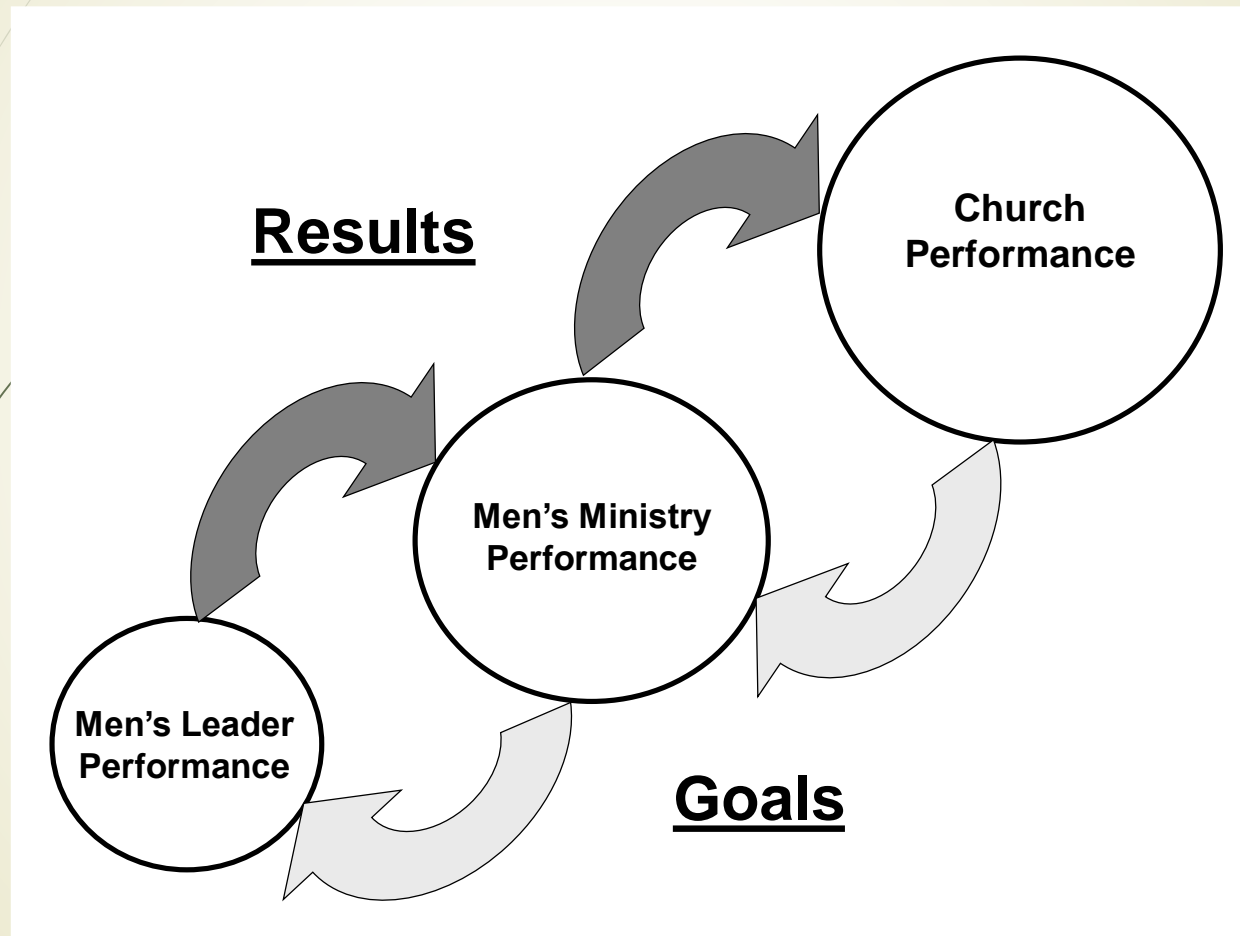 Results
Church
Performance
Men’s Ministry
Performance
Men’s Leader
Performance
Goals